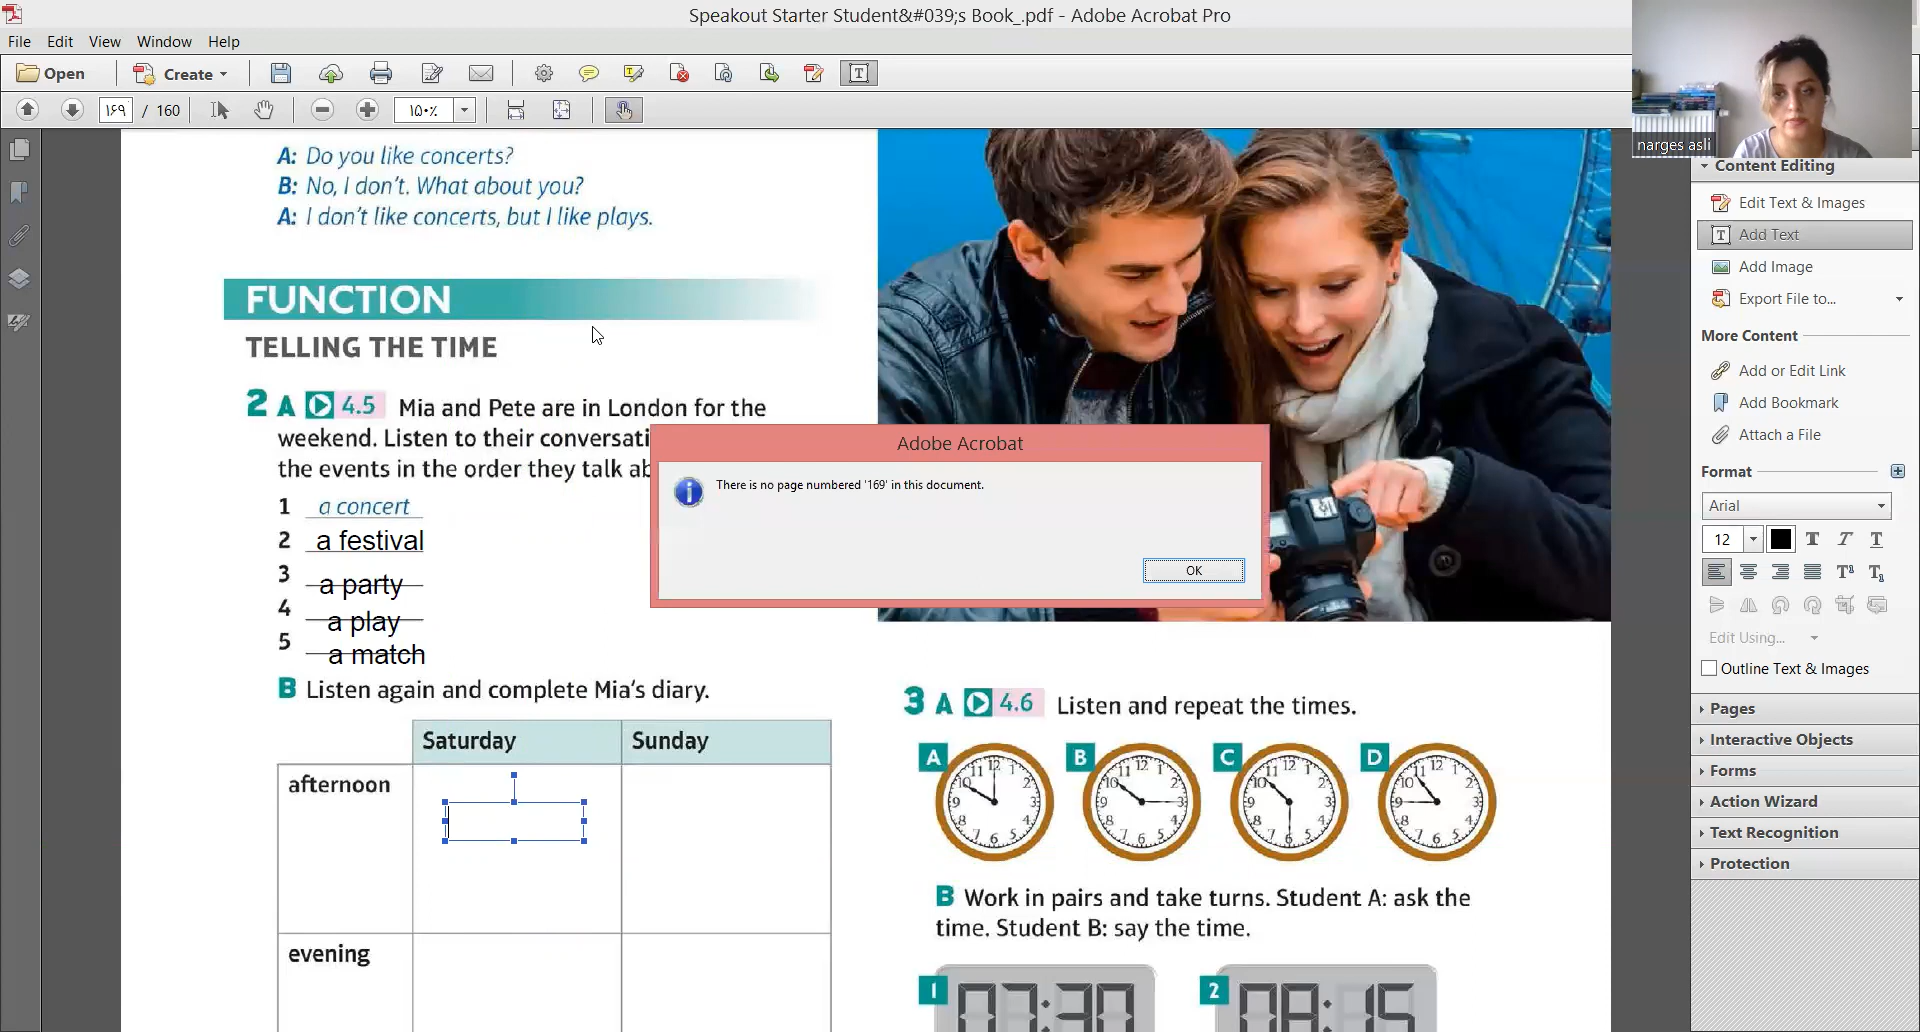 Speakout Starter Student&#039;s Book_.pdf - Adobe Acrobat Pro
File Edit View Window Help
Open Create
۱۶۹ / 160 ۱۵۰٪
narges asli
A: Do you like concerts?
B: No, I don't. What about you?
A: I don't like concerts, but I like plays.
FUNCTION
TELLING THE TIME
2 A 4.5 Mia and Pete are in London for the
weekend. Listen to their
the events in the order they talk
1 a concert
2 a festival
3 a party
4 a play
5 a match
B Listen again and complete Mia's diary.
Saturday Sunday
afternoon
evening
Adobe Acrobat
There is no page numbered '169' in this document.
OK
3 A 4.6 Listen and repeat the times.
A B C D
B Work in pairs and take turns. Student A: ask the
time. Student B: say the time.
1 07:30 2 08:15
Content Editing
Edit Text & Images
Add Text
Add Image
Export File to...
More Content
Add or Edit Link
Add Bookmark
Attach a File
Format
Arial
12
Edit Using...
Outline Text & Images
Pages
Interactive Objects
Forms
Action Wizard
Text Recognition
Protection